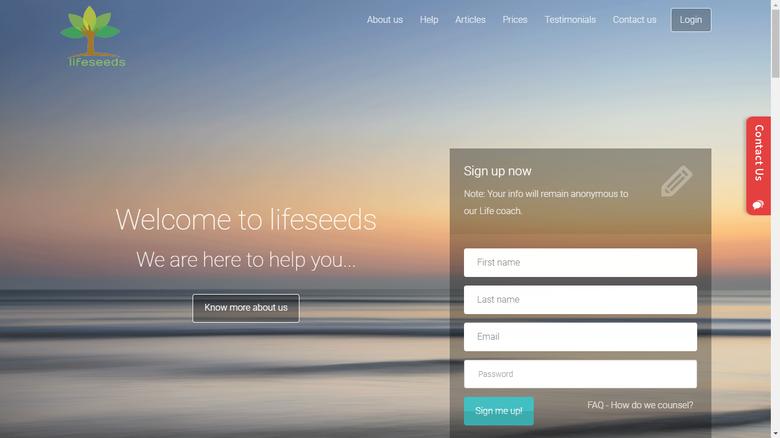 lifeseeds
About us
Help
Articles
Prices
Testimonials
Contact us
Login
Contact Us
Welcome to lifeseeds
We are here to help you...
Know more about us
Sign up now
Note: Your info will remain anonymous to
our Life coach.
First name
Last name
Email
Password
Sign me up!
FAQ - How do we counsel?